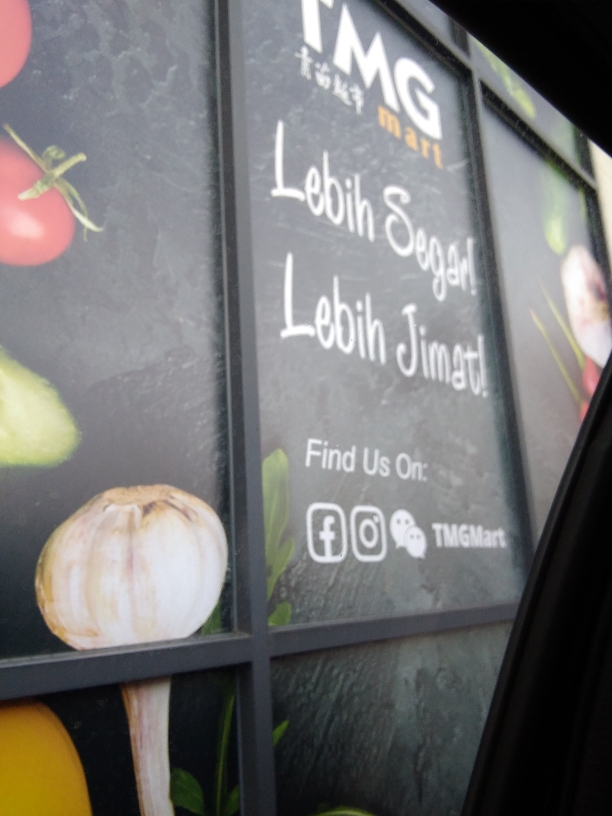 TMG
mart
Lebih Segar!
Lebih Jimat!
Find Us On:
TMGMart